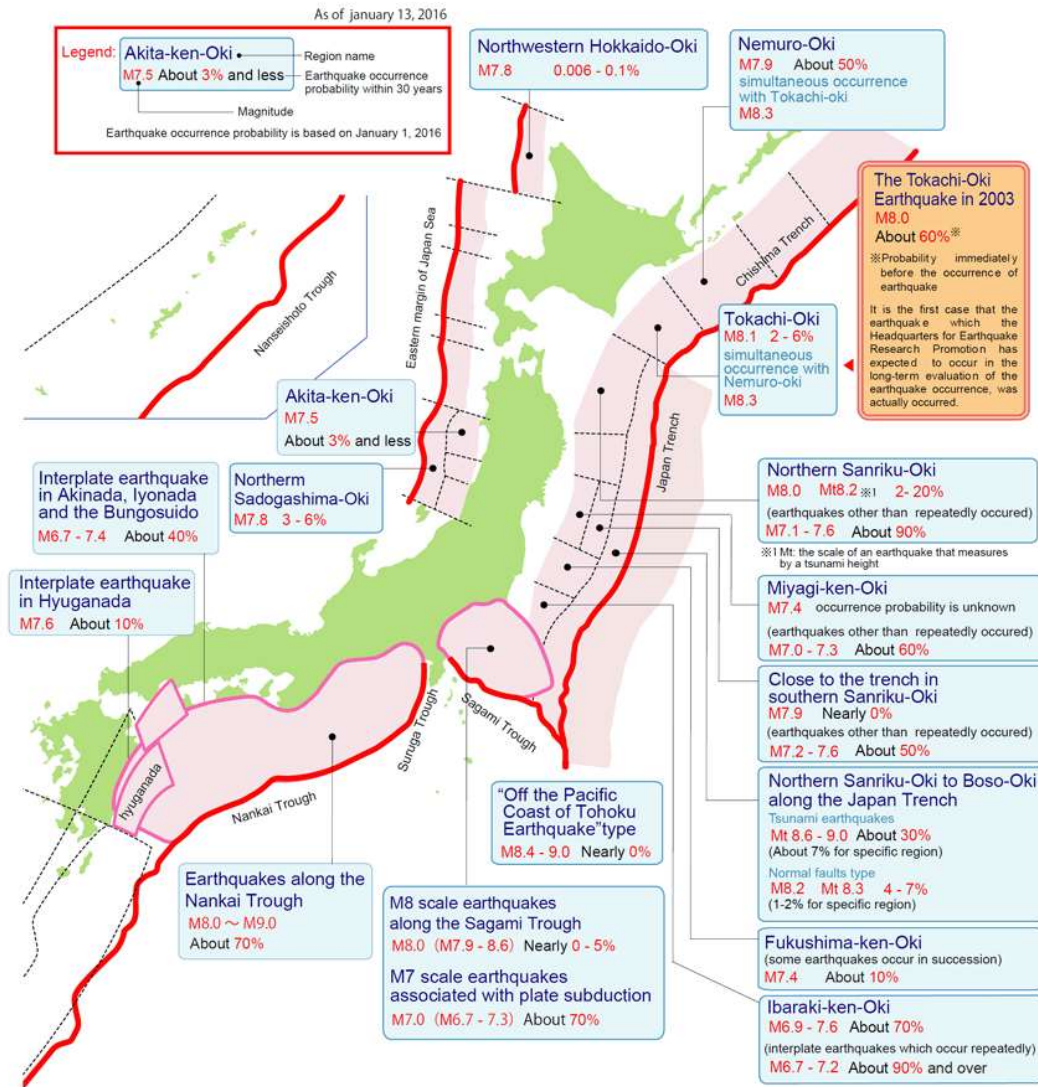 As of january 13, 2016
Legend:
Akita-ken-Oki
Region name
M7.5 About 3% and less
Earthquake occurrence
probability within 30 years
Magnitude
Earthquake occurrence probability is based on January 1, 2016
Northwestern Hokkaido-Oki
M7.8 0.006 - 0.1%
Nemuro-Oki
M7.9 About 50%
simultaneous occurrence
with Tokachi-oki
M8.3
The Tokachi-Oki
Earthquake in 2003
M8.0
About 60%※
※Probability immediately
before the occurrence of
earthquake
It is the first case that the
earthquake which the
Headquarters for Earthquake
Research Promotion has
expected to occur in the
long-term evaluation of the
earthquake occurrence, was
actually occurred.
Chishima Trench
Eastern margin of Japan Sea
Nanseishoto Trough
Tokachi-Oki
M8.1 2 - 6%
simultaneous
occurrence with
Nemuro-oki
M8.3
Japan Trench
Akita-ken-Oki
M7.5
About 3% and less
Northerm
Sadogashima-Oki
M7.8 3 - 6%
Interplate earthquake
in Akinada, Iyonada
and the Bungosuido
M6.7 - 7.4 About 40%
Interplate earthquake
in Hyuganada
M7.6 About 10%
Northern Sanriku-Oki
M8.0 Mt8.2 ※1 2- 20%
(earthquakes other than repeatedly occured)
M7.1 - 7.6 About 90%
※1 Mt: the scale of an earthquake that measures
by a tsunami height
Miyagi-ken-Oki
M7.4 occurrence probability is unknown
(earthquakes other than repeatedly occured)
M7.0 - 7.3 About 60%
Close to the trench in
southern Sanriku-Oki
M7.9 Nearly 0%
(earthquakes other than repeatedly occured)
M7.2 - 7.6 About 50%
Northern Sanriku-Oki to Boso-Oki
along the Japan Trench
Tsunami earthquakes
Mt 8.6 - 9.0 About 30%
(About 7% for specific region)
Normal faults type
M8.2 Mt 8.3 4 - 7%
(1-2% for specific region)
Fukushima-ken-Oki
(some earthquakes occur in succession)
M7.4 About 10%
Ibaraki-ken-Oki
M6.9 - 7.6 About 70%
(interplate earthquakes which occur repeatedly)
M6.7 - 7.2 About 90% and over
Sagami Trough
Suruga Trough
Nankai Trough
hyuganada
"Off the Pacific
Coast of Tohoku
Earthquake"type
M8.4 - 9.0 Nearly 0%
Earthquakes along the
Nankai Trough
M8.0 ～ M9.0
About 70%
M8 scale earthquakes
along the Sagami Trough
M8.0 (M7.9 - 8.6) Nearly 0 - 5%
M7 scale earthquakes
associated with plate subduction
M7.0 (M6.7 - 7.3) About 70%